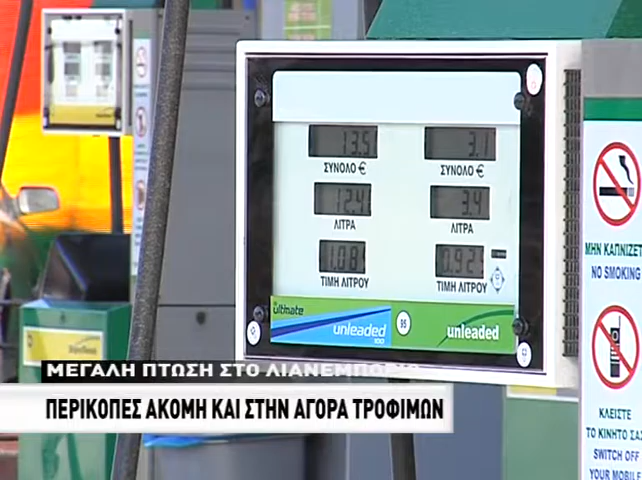 13.5 3.1
ΣΥΝΟΛΟ € ΣΥΝΟΛΟ €
12.4 3.4
ΛΙΤΡΑ ΛΙΤΡΑ
1.08 0.92
ΤΙΜΗ ΛΙΤΡΟΥ ΤΙΜΗ ΛΙΤΡΟΥ
ultimate
unleaded
100
95
unleaded
ΜΗΝ ΚΑΠΝΙΖΕΤ
NO SMOKING
ΚΛΕΙΣΤΕ
ΤΟ ΚΙΝΗΤΟ ΣΑΣ
SWITCH OFF
YOUR MOBILE
ΜΕΓΑΛΗ ΠΤΩΣΗ ΣΤΟ ΛΙΑΝΕΜΠΟΡΙΟ
ΠΕΡΙΚΟΠΕΣ ΑΚΟΜΗ ΚΑΙ ΣΤΗΝ ΑΓΟΡΑ ΤΡΟΦΙΜΩΝ